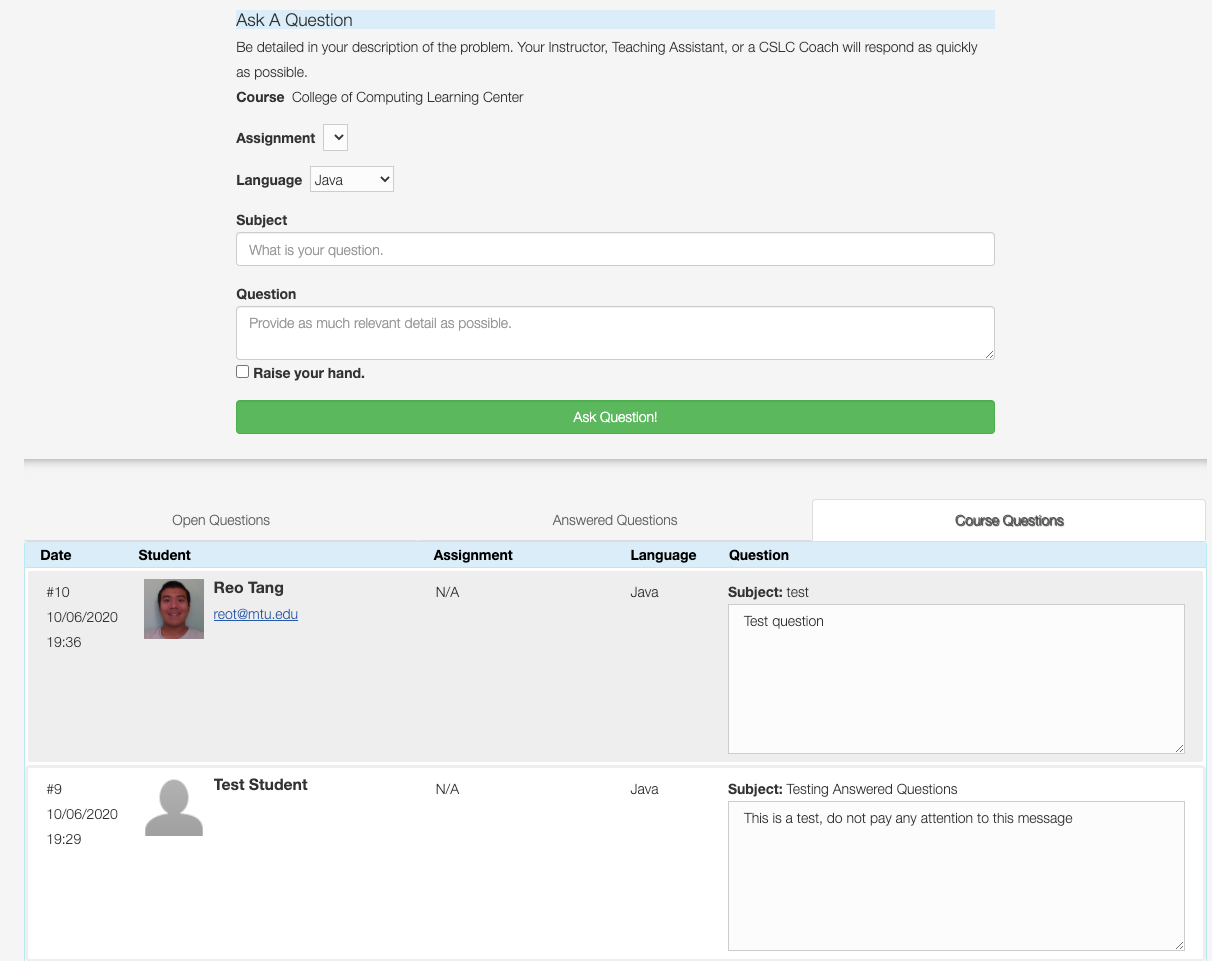 Ask A Question
Be detailed in your description of the problem. Your Instructor, Teaching Assistant, or a CSLC Coach will respond as quickly
as possible.
Course College of Computing Learning Center
Assignment
Language Java
Subject
What is your question.
Question
Provide as much relevant detail as possible.
Raise your hand.
Ask Question!
Open Questions Answered Questions Course Questions
Date Student Assignment Language Question
#10 Reo Tang N/A Java Subject: test
10/06/2020 reot@mtu.edu Test question
19:36
#9 Test Student N/A Java Subject: Testing Answered Questions
10/06/2020 This is a test, do not pay any attention to this message
19:29